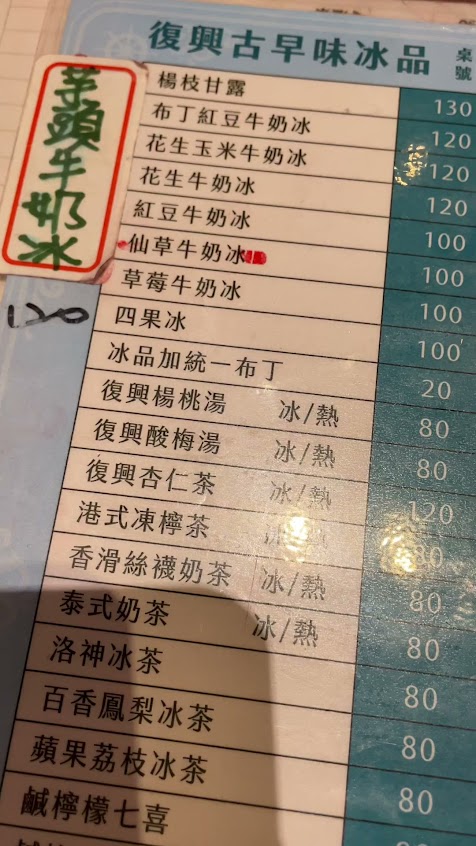 復興古早味冰品 桌號
芋頭牛奶冰
120
楊枝甘露 130
布丁紅豆牛奶冰 120
花生玉米牛奶冰 120
花生牛奶冰 120
紅豆牛奶冰 100
仙草牛奶冰 100
草莓牛奶冰 100
四果冰 100
冰品加統一布丁 20
復興楊桃湯 冰/熱 80
復興酸梅湯 冰/熱 80
復興杏仁茶 冰/熱 120
港式凍檸茶 80
香滑絲襪奶茶 冰/熱 80
泰式奶茶 冰/熱 80
洛神冰茶 80
百香鳳梨冰茶 80
蘋果荔枝冰茶 80
鹹檸檬七喜